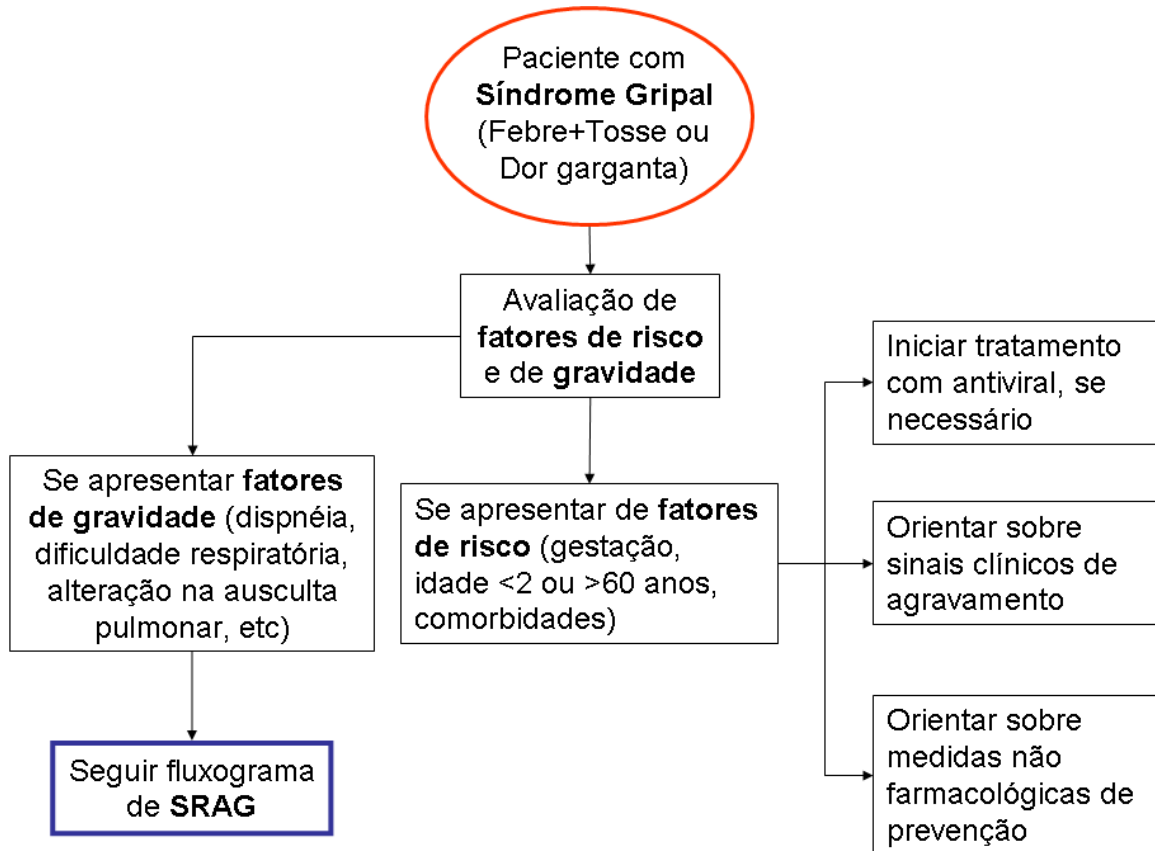 Paciente com
Síndrome Gripal
(Febre+Tosse ou
Dor garganta)
Avaliação de
fatores de risco
e de gravidade
Se apresentar fatores
de gravidade (dispnéia,
dificuldade respiratória,
alteração na ausculta
pulmonar, etc)
Seguir fluxograma
de SRAG
Se apresentar de fatores
de risco (gestação,
idade <2 ou >60 anos,
comorbidades)
Iniciar tratamento
com antiviral, se
necessário
Orientar sobre
sinais clínicos de
agravamento
Orientar sobre
medidas não
farmacológicas de
prevenção